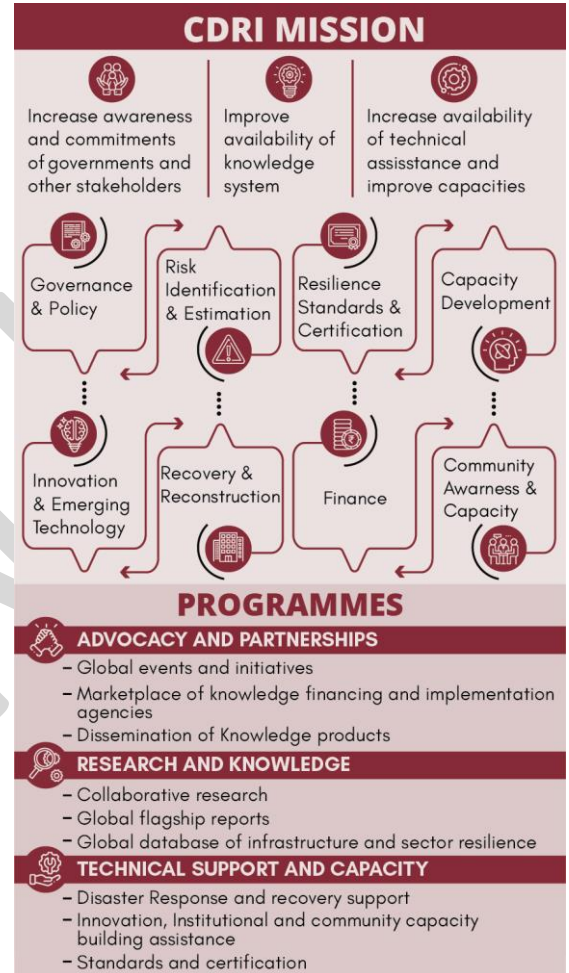 CDRI MISSION
Increase awareness
and commitments
of governments and
other stakeholders
Improve
availability of
knowledge
system
Increase availability
of technical
assisstance and
improve capacities
Governance
& Policy
Risk
Identification
& Estimation
Resilience
Standards &
Certification
Capacity
Development
Innovation
& Emerging
Technology
Recovery &
Reconstruction
Finance
Community
Awarness &
Capacity
PROGRAMMES
ADVOCACY AND PARTNERSHIPS
– Global events and initiatives
– Marketplace of knowledge financing and implementation
agencies
– Dissemination of Knowledge products
RESEARCH AND KNOWLEDGE
– Collaborative research
– Global flagship reports
– Global database of infrastructure and sector resilience
TECHNICAL SUPPORT AND CAPACITY
– Disaster Response and recovery support
– Innovation, Institutional and community capacity
building assistance
– Standards and certification